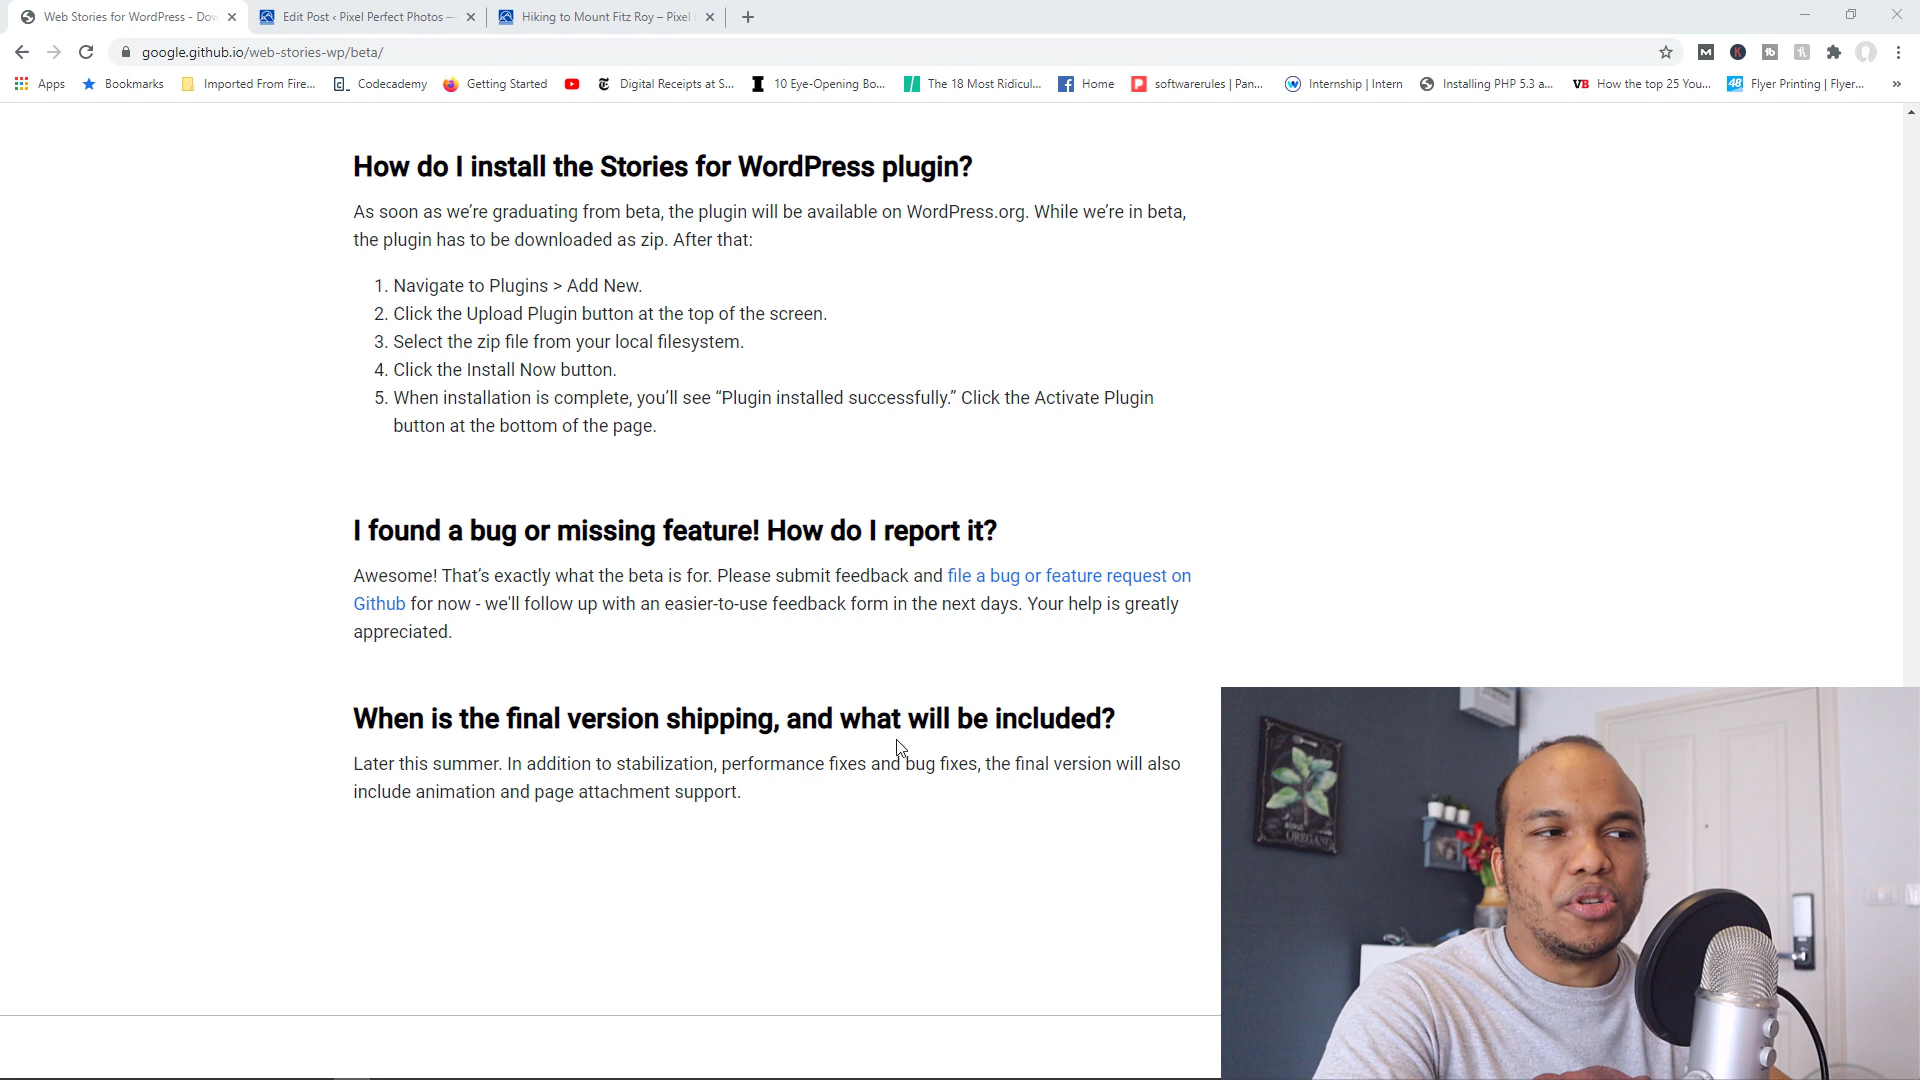 Web Stories for WordPress - Dow
Edit Post ‹ Pixel Perfect Photos —
Hiking to Mount Fitz Roy – Pixel
google.github.io/web-stories-wp/beta/
Apps
Bookmarks
Imported From Fire...
Codecademy
Getting Started
Digital Receipts at S...
10 Eye-Opening Bo...
The 18 Most Ridicul...
Home
softwarerules | Pan...
Internship | Intern
Installing PHP 5.3 a...
VB How the top 25 You...
48 Flyer Printing | Flyer...
How do I install the Stories for WordPress plugin?
As soon as we’re graduating from beta, the plugin will be available on WordPress.org. While we’re in beta,
the plugin has to be downloaded as zip. After that:
1. Navigate to Plugins > Add New.
2. Click the Upload Plugin button at the top of the screen.
3. Select the zip file from your local filesystem.
4. Click the Install Now button.
5. When installation is complete, you’ll see “Plugin installed successfully.” Click the Activate Plugin
button at the bottom of the page.
I found a bug or missing feature! How do I report it?
Awesome! That’s exactly what the beta is for. Please submit feedback and file a bug or feature request on
Github for now - we'll follow up with an easier-to-use feedback form in the next days. Your help is greatly
appreciated.
When is the final version shipping, and what will be included?
Later this summer. In addition to stabilization, performance fixes and bug fixes, the final version will also
include animation and page attachment support.
OREGANO